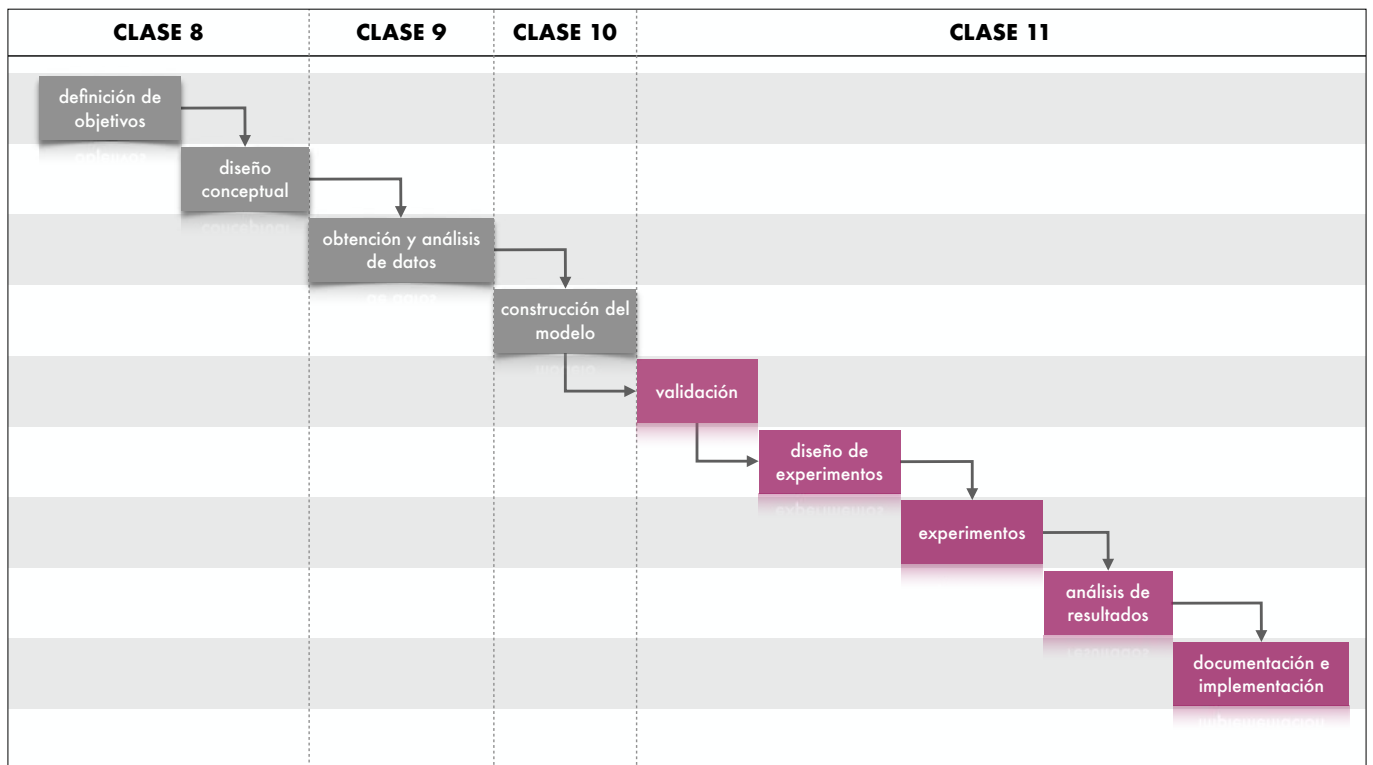 CLASE 8
CLASE 9
CLASE 10
CLASE 11
definición de
objetivos
diseño
conceptual
obtención y análisis
de datos
construcción del
modelo
validación
diseño de
experimentos
experimentos
análisis de
resultados
documentación e
implementación